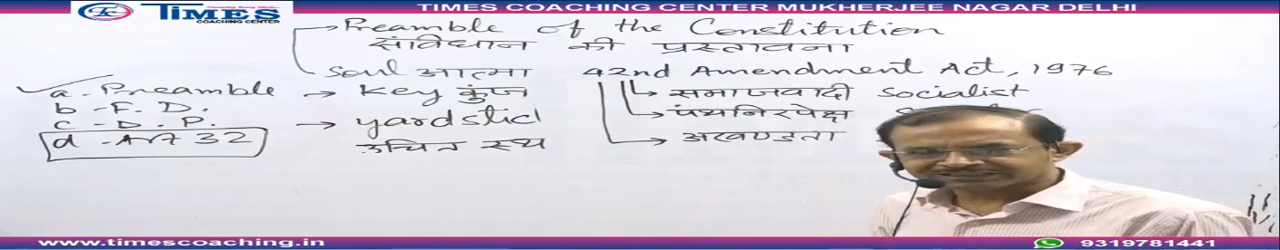 TIMES COACHING CENTER MUKHERJEE NAGAR DELHI
TIMES
COACHING CENTER
Preamble of the Constitution
संविधान की प्रस्तावना
Soul आत्मा
42nd Amendment Act, 1976
a. Preamble → Key कुंज
समाजवादी Socialist
b - F. D.
पंथनिरपेक्ष
c - D. P. → yardstic
d - Art 32
उचित स्थ
अखण्डता
www.timescoaching.in
9319781441